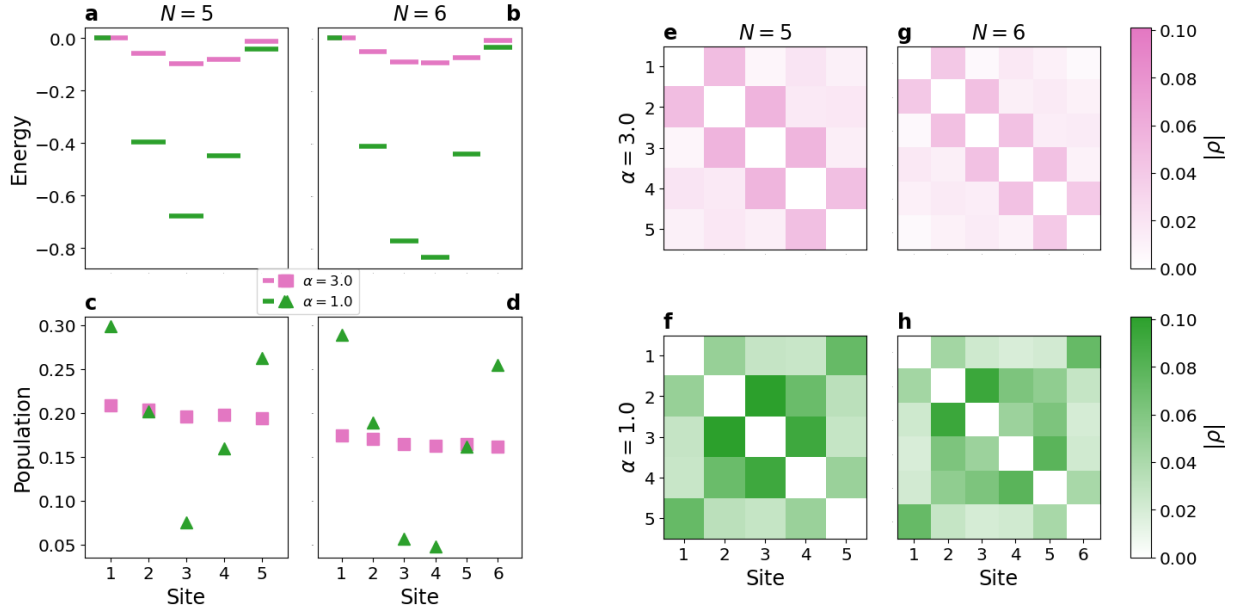 a
N = 5
N = 6
b
Energy
0.0
−0.2
−0.4
−0.6
−0.8
α = 3.0
α = 1.0
c
d
Population
0.30
0.25
0.20
0.15
0.10
0.05
1 2 3 4 5
Site
1 2 3 4 5 6
Site
e
N = 5
g
N = 6
α = 3.0
1
2
3
4
5
0.10
0.08
0.06
0.04
0.02
0.00
|ρ|
f
h
α = 1.0
1
2
3
4
5
1 2 3 4 5
Site
1 2 3 4 5 6
Site
0.10
0.08
0.06
0.04
0.02
0.00
|ρ|